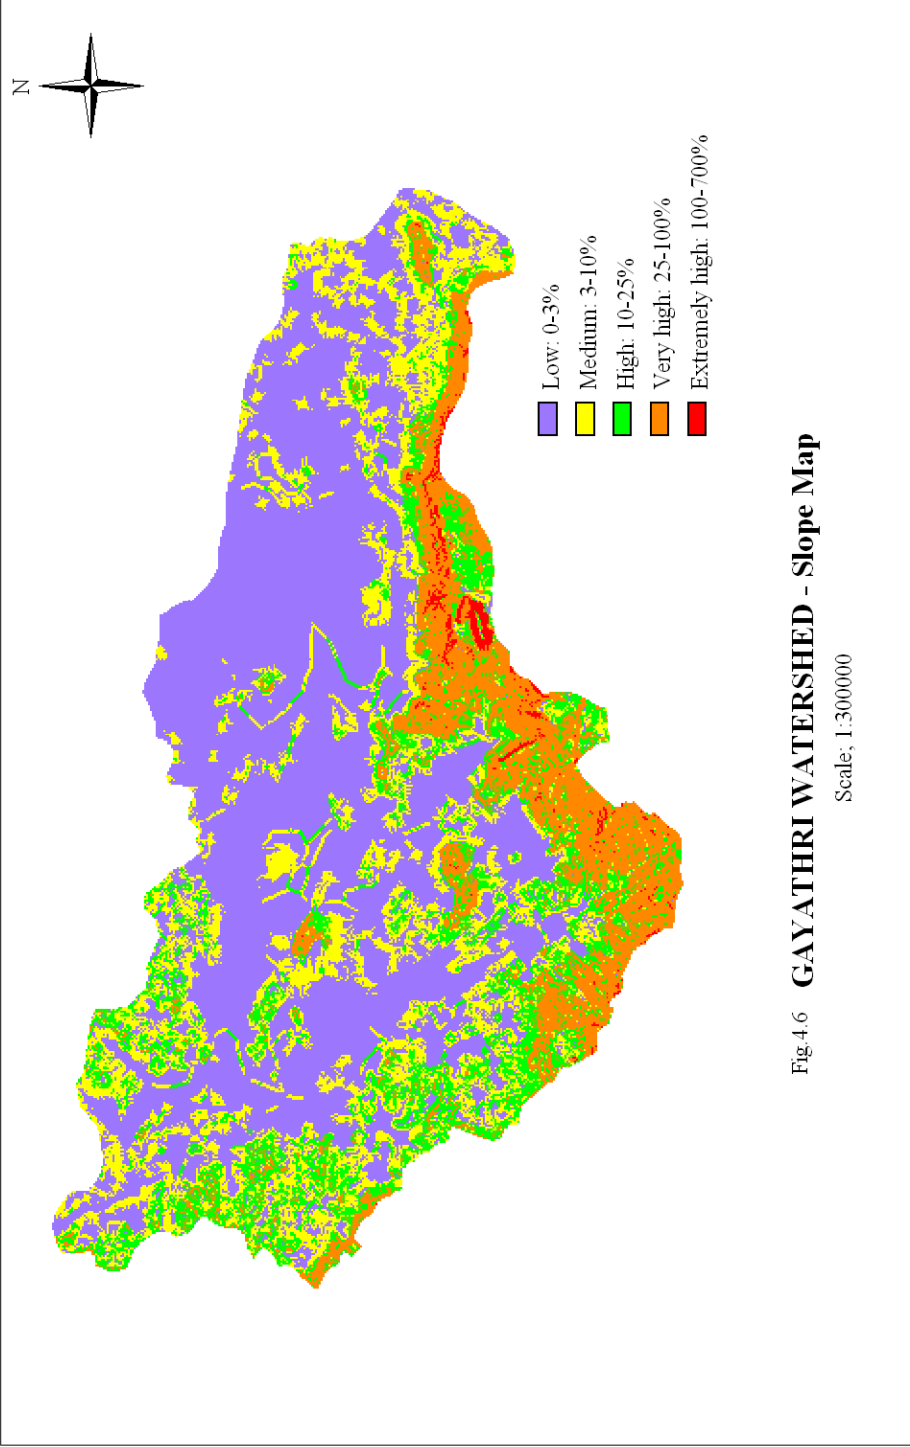 N
Low: 0-3%
Medium: 3-10%
High: 10-25%
Very high: 25-100%
Extremely high: 100-700%
Fig.4.6 GAYATHRI WATERSHED - Slope Map
Scale; 1:300000